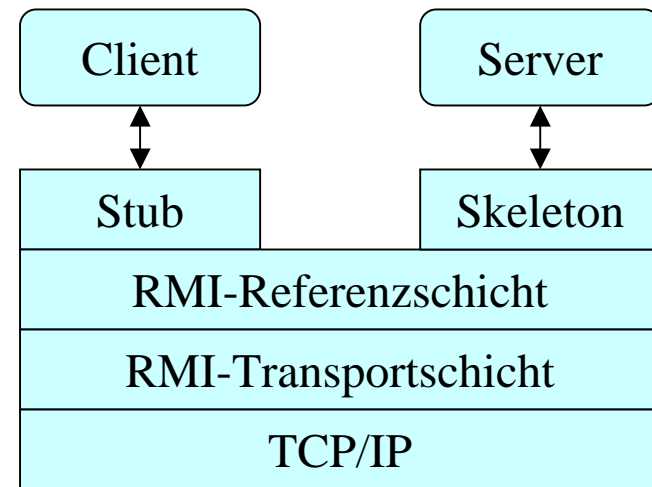 Client
Server
Stub
Skeleton
RMI-Referenzschicht
RMI-Transportschicht
TCP/IP